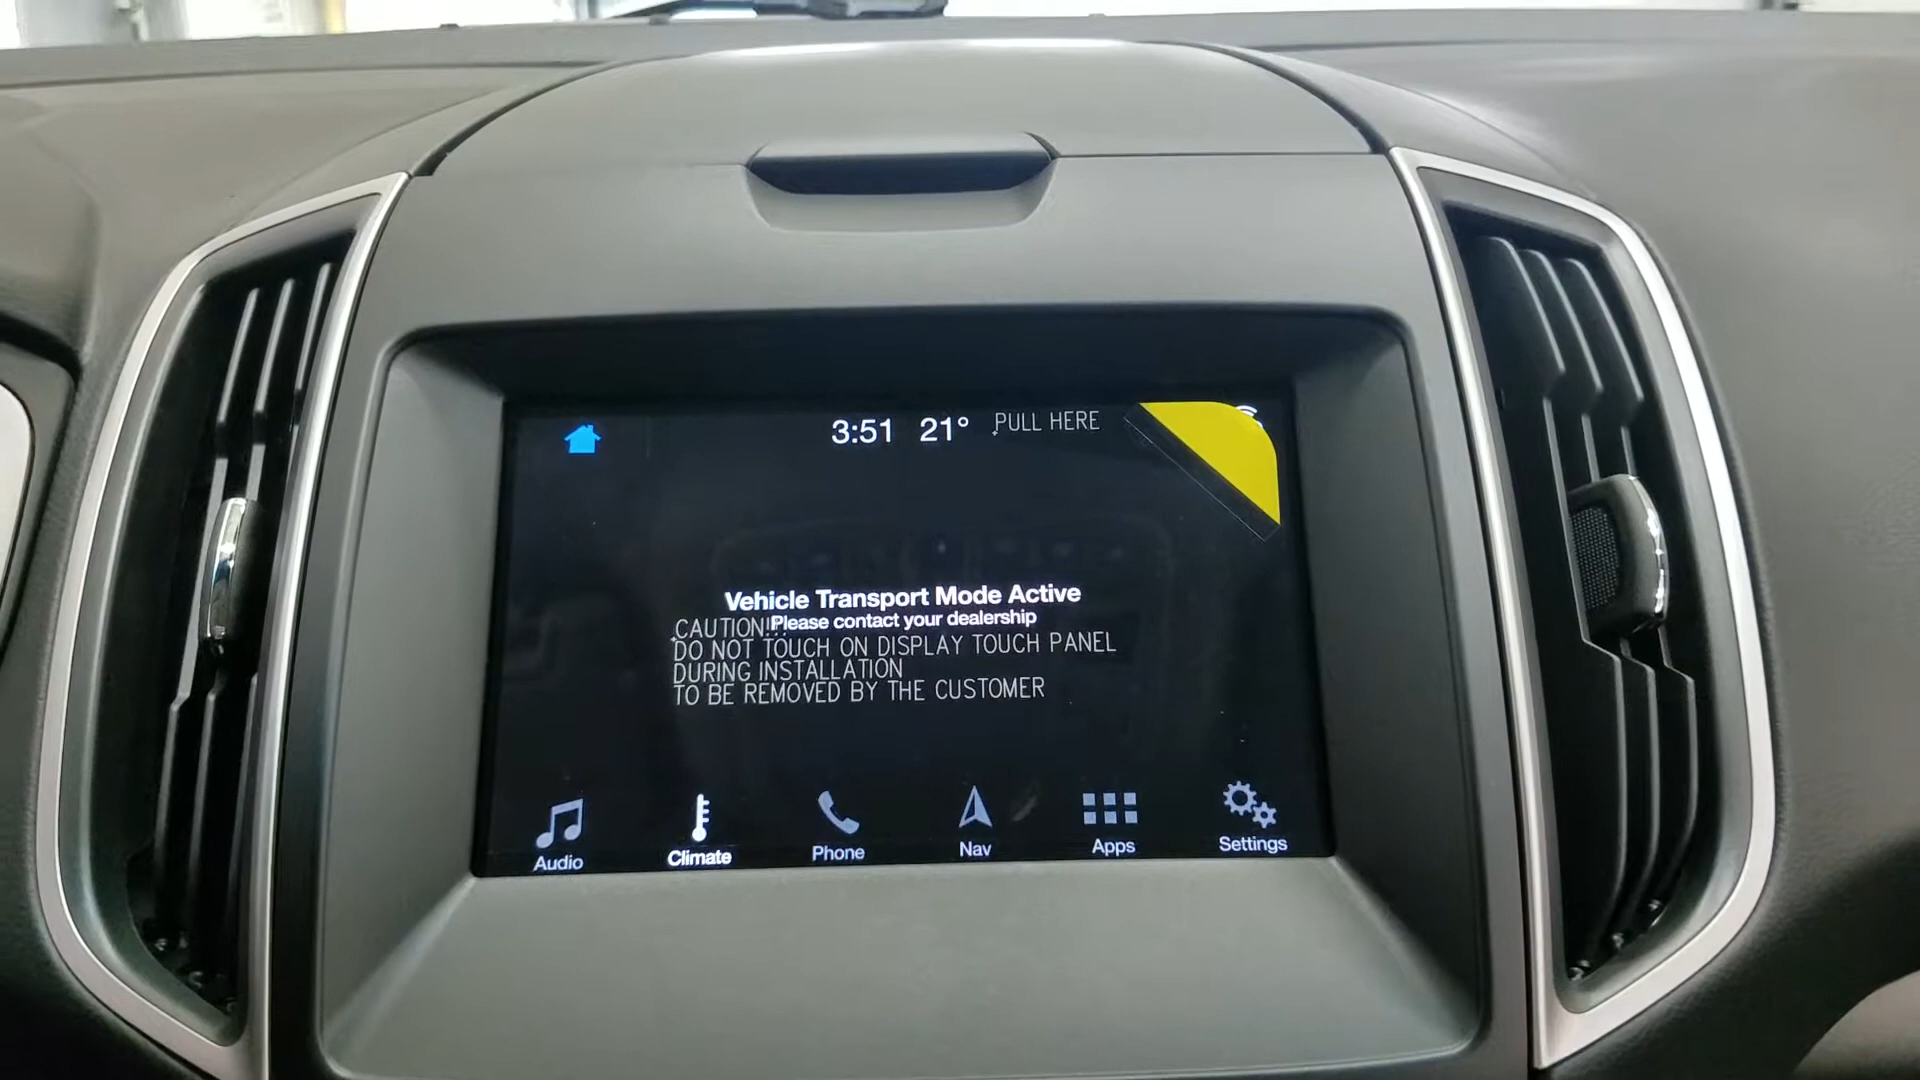 3:51 21° PULL HERE
Vehicle Transport Mode Active
Please contact your dealership
CAUTION!!
DO NOT TOUCH ON DISPLAY TOUCH PANEL
DURING INSTALLATION
TO BE REMOVED BY THE CUSTOMER
Audio Climate Phone Nav Apps Settings